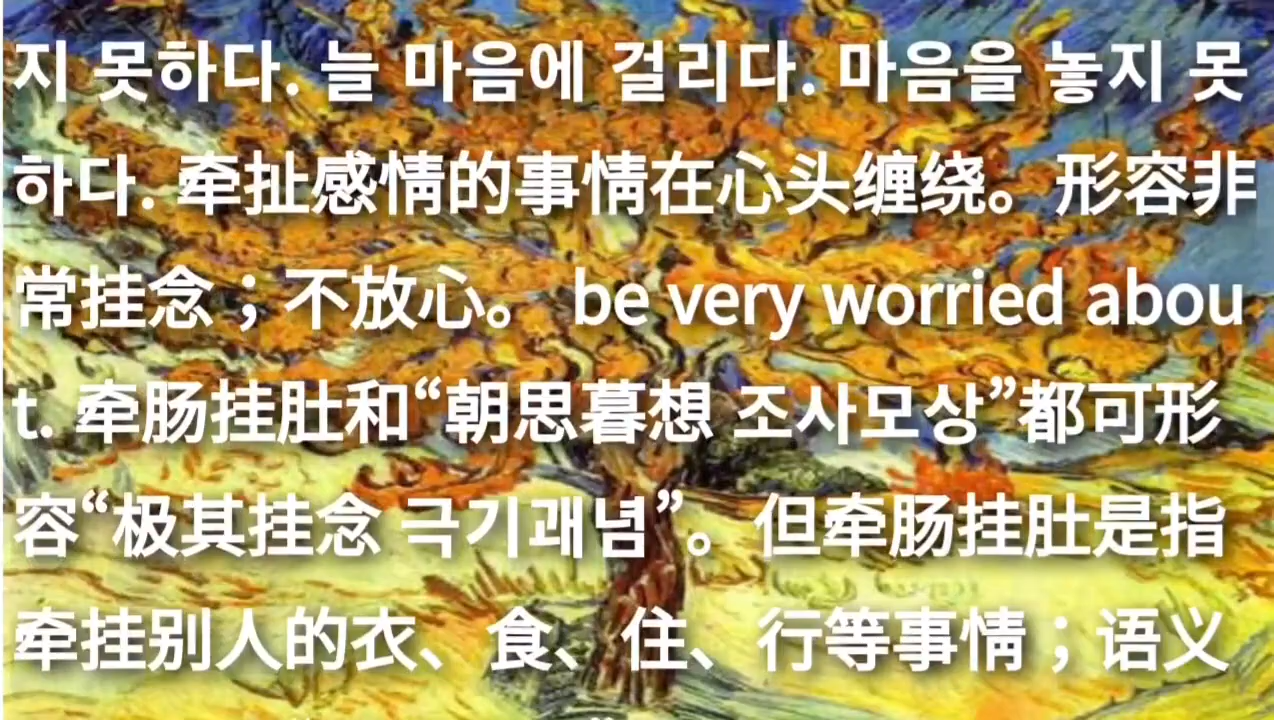 지 못하다. 늘 마음에 걸리다. 마음을 놓지 못
하다. 牵扯感情的事情在心头缠绕。形容非
常挂念；不放心。 be very worried abou
t. 牵肠挂肚和“朝思暮想 조사모상”都可形
容“极其挂念 극기괘념”。但牵肠挂肚是指
牵挂别人的衣、食、住、行等事情；语义